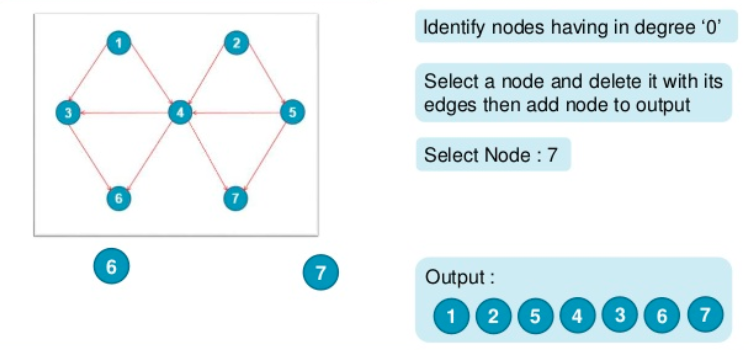 1 2
3 4 5
6 7
6 7
Identify nodes having in degree ‘0’
Select a node and delete it with its
edges then add node to output
Select Node : 7
Output :
1 2 5 4 3 6 7